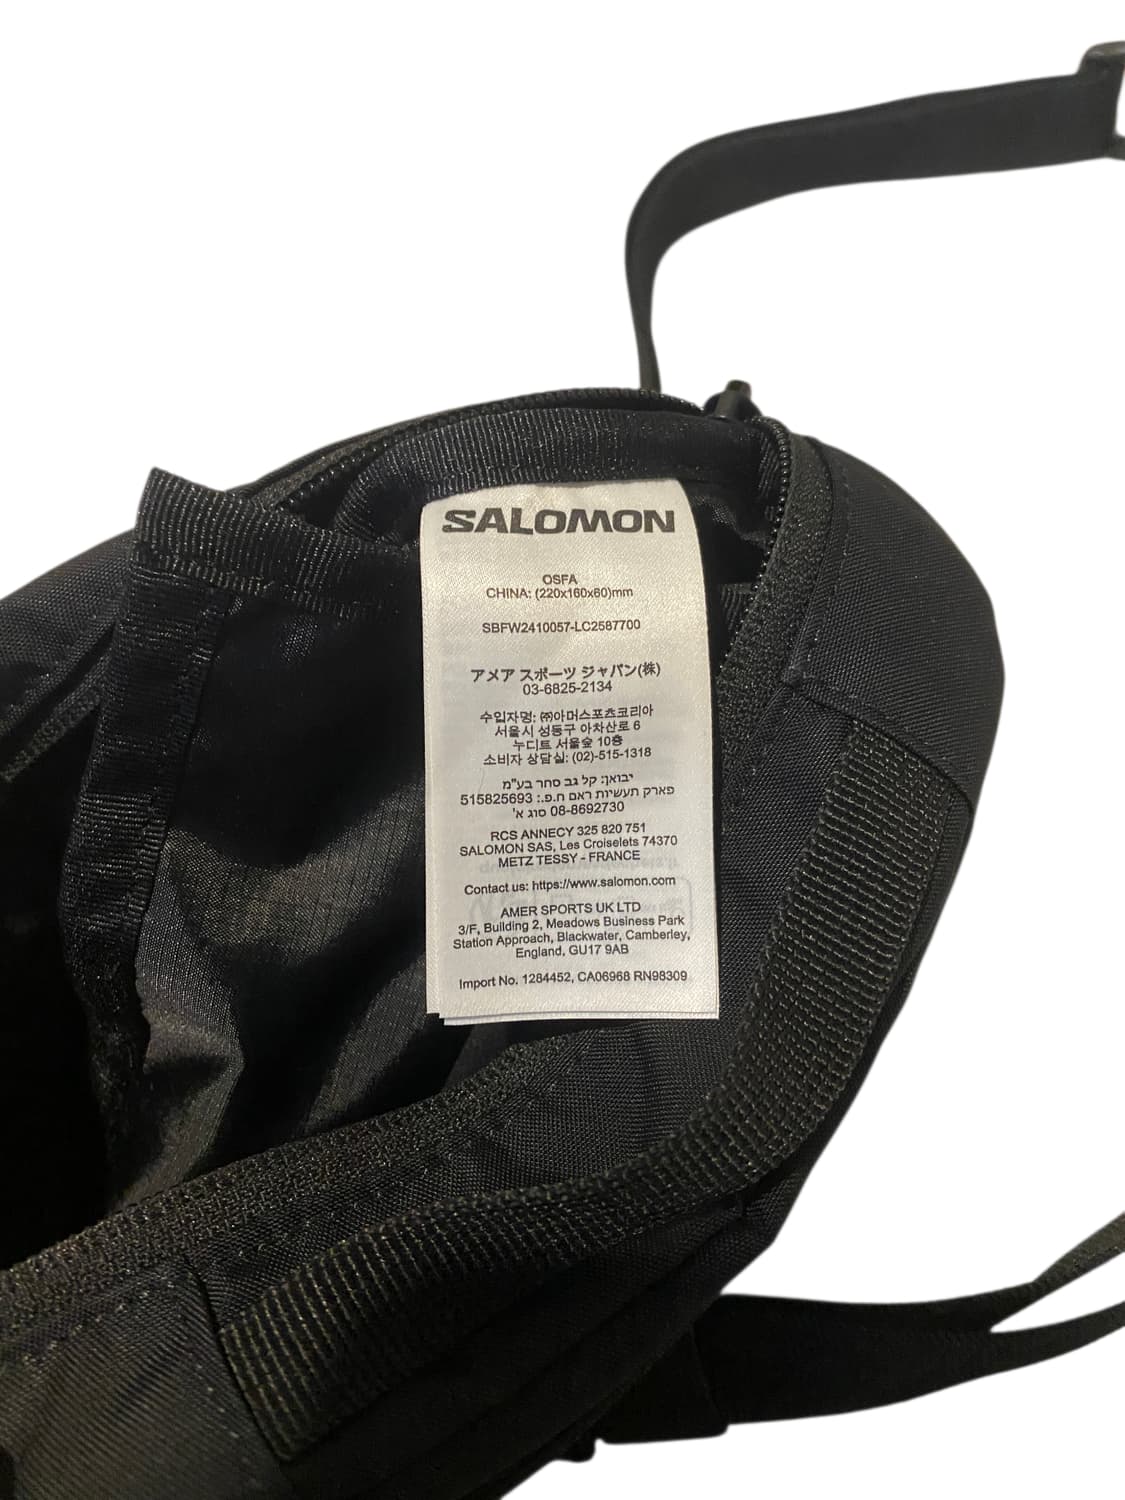 SALOMON
OSFA
CHINA: (220x160x60)mm
SBFW2410057-LC2587700
アメア スポーツ ジャパン(株)
03-6825-2134
수입자명: ㈜아머스포츠코리아
서울시 성동구 아차산로 6
누디트 서울숲 10층
소비자 상담실: (02)-515-1318
יבואן: קל גב סחר בע"מ
פארק תעשיות ראם ח.פ.: 515825693
08-8692730 סוג א'
RCS ANNECY 325 820 751
SALOMON SAS, Les Croiselets 74370
METZ TESSY - FRANCE
Contact us: https://www.salomon.com
AMER SPORTS UK LTD
3/F, Building 2, Meadows Business Park
Station Approach, Blackwater, Camberley,
England, GU17 9AB
Import No. 1284452, CA06968 RN98309